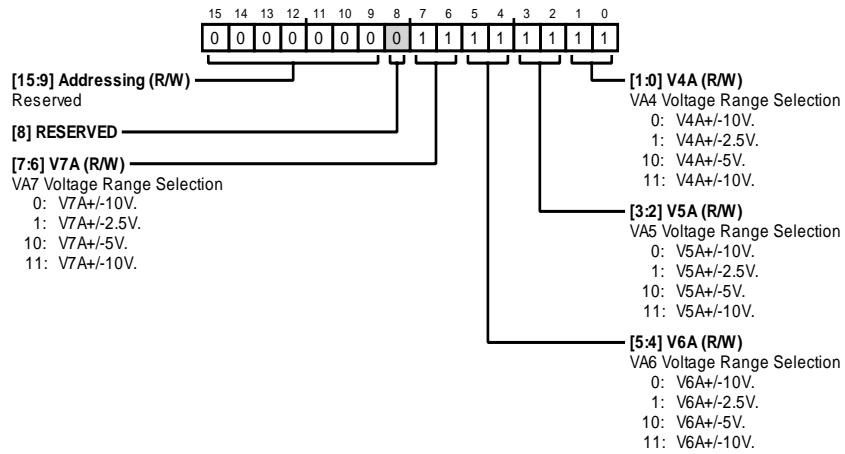 15 14 13 12 11 10 9 8 7 6 5 4 3 2 1 0
0 0 0 0 0 0 0 0 1 1 1 1 1 1 1 1
[15:9] Addressing (R/W)
Reserved
[8] RESERVED
[7:6] V7A (R/W)
VA7 Voltage Range Selection
0: V7A+/-10V.
1: V7A+/-2.5V.
10: V7A+/-5V.
11: V7A+/-10V.
[1:0] V4A (R/W)
VA4 Voltage Range Selection
0: V4A+/-10V.
1: V4A+/-2.5V.
10: V4A+/-5V.
11: V4A+/-10V.
[3:2] V5A (R/W)
VA5 Voltage Range Selection
0: V5A+/-10V.
1: V5A+/-2.5V.
10: V5A+/-5V.
11: V5A+/-10V.
[5:4] V6A (R/W)
VA6 Voltage Range Selection
0: V6A+/-10V.
1: V6A+/-2.5V.
10: V6A+/-5V.
11: V6A+/-10V.